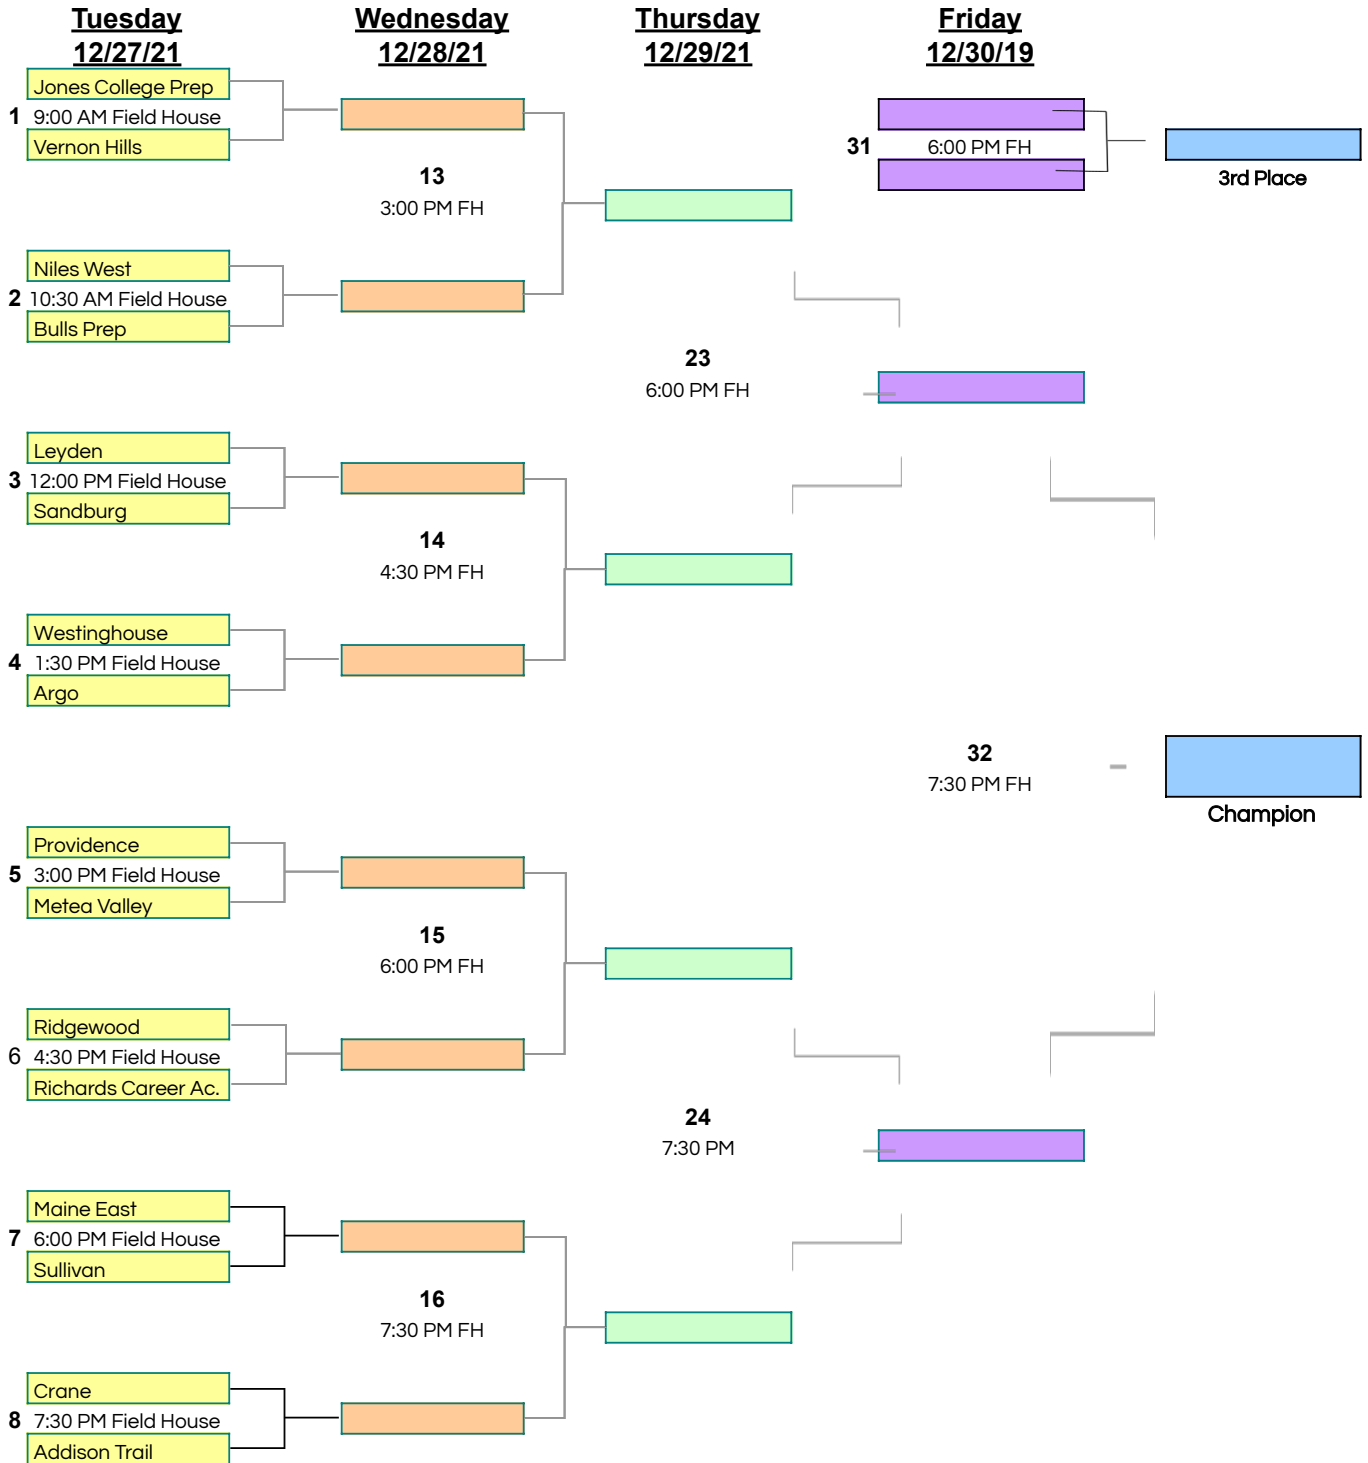 Tuesday
12/27/21
Wednesday
12/28/21
Thursday
12/29/21
Friday
12/30/19
Jones College Prep
1 9:00 AM Field House
Vernon Hills
13
3:00 PM FH
31 6:00 PM FH
3rd Place
Niles West
2 10:30 AM Field House
Bulls Prep
23
6:00 PM FH
Leyden
3 12:00 PM Field House
Sandburg
14
4:30 PM FH
Westinghouse
4 1:30 PM Field House
Argo
32
7:30 PM FH
Champion
Providence
5 3:00 PM Field House
Metea Valley
15
6:00 PM FH
Ridgewood
6 4:30 PM Field House
Richards Career Ac.
24
7:30 PM
Maine East
7 6:00 PM Field House
Sullivan
16
7:30 PM FH
Crane
8 7:30 PM Field House
Addison Trail